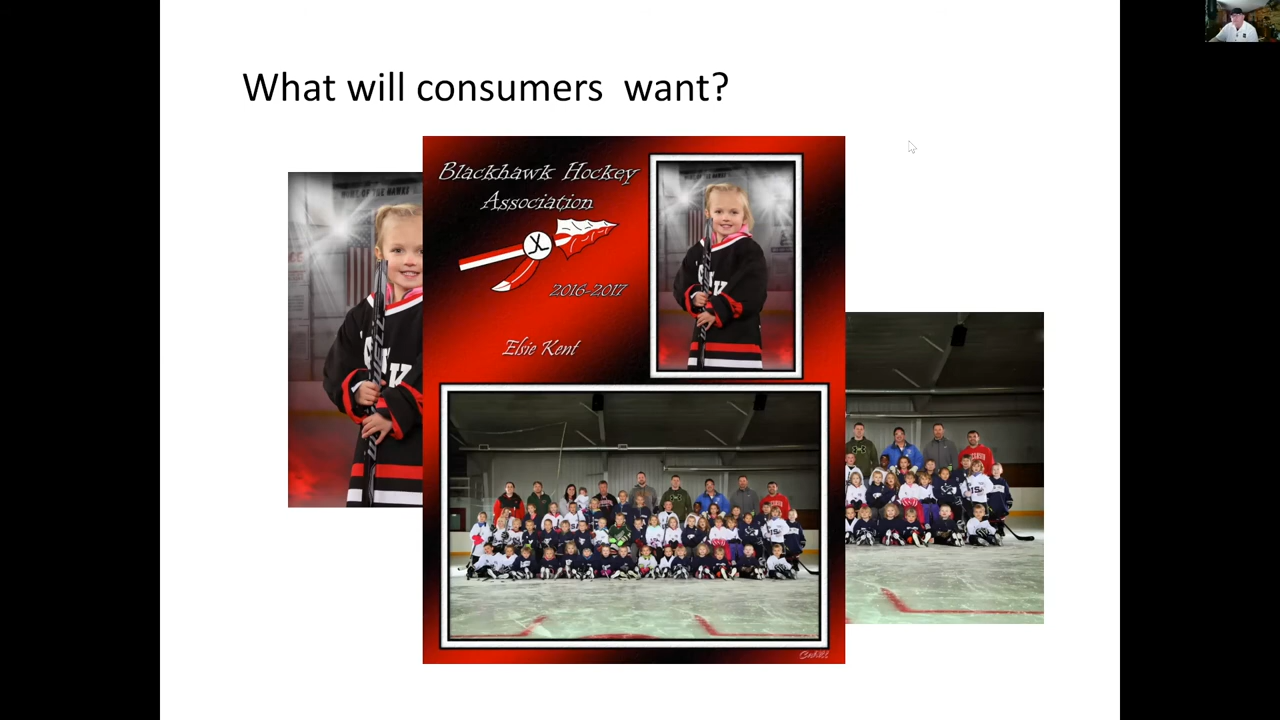 What will consumers  want?
Blackhawk Hockey
Association
2016-2017
Elsie Kent